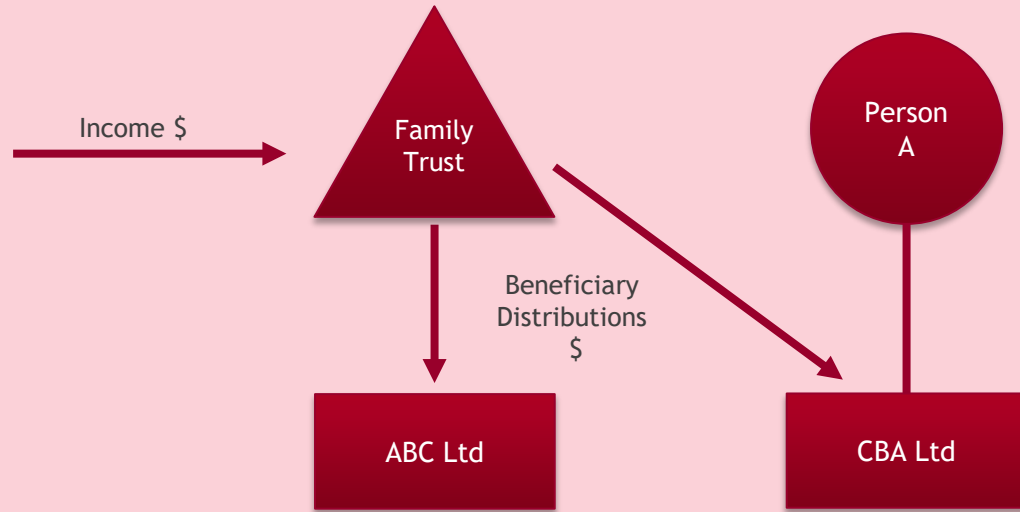 Income $
Family
Trust
Person
A
Beneficiary
Distributions
$
ABC Ltd
CBA Ltd